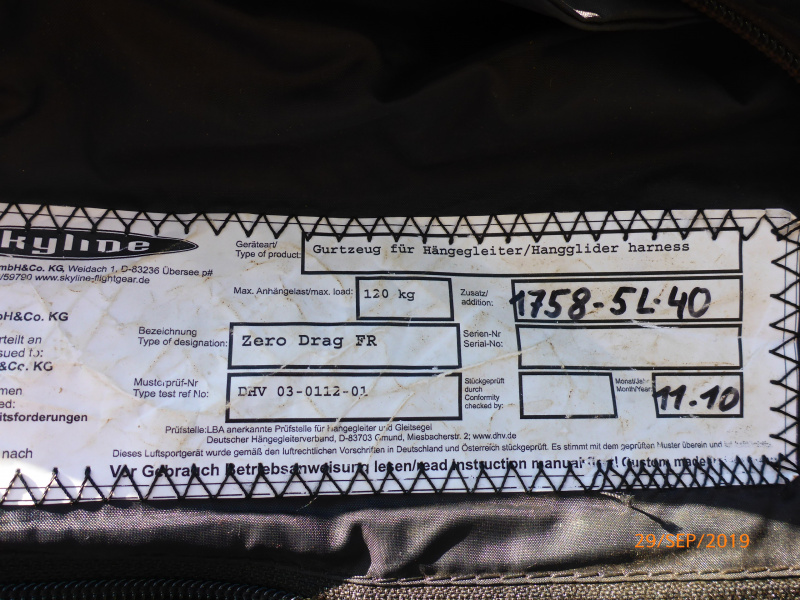 kyline
Geräteart/
Type of product:
Gurtzeug für Hängegleiter/Hangglider harness
mbH&Co. KG, Weidach 1, D-83236 Übersee p#
/59790 www.skyline-flightgear.de
Max. Anhängelast/max. load:
120 kg
Zusatz/
addition:
1758-5L-40
bH&Co. KG
Bezeichnung
Type of designation:
Zero Drag FR
Serien-Nr
Serial-No:
rteilt an
sued to:
&Co. KG
Musterprüf-Nr
Type test ref No:
DHV 03-0112-01
Stückgeprüft
durch
Conformity
checked by:
Monat/Jahr
Month/Year
11.10
men
ed:
itsforderungen
Prüfstelle:LBA anerkannte Prüfstelle für Hängegleiter und Gleitsegel
Deutscher Hängegleiterverband, D-83703 Gmund, Miesbacherstr. 2; www.dhv.de
nach
Dieses Luftsportgerät wurde gemäß den luftrechtlichen Vorschriften in Deutschland und Österreich stückgeprüft. Es stimmt mit dem geprüften Muster überein und
Vor Gebrauch Betriebsanweisung lesen/read instruction manual first! Custom made
29/SEP/2019